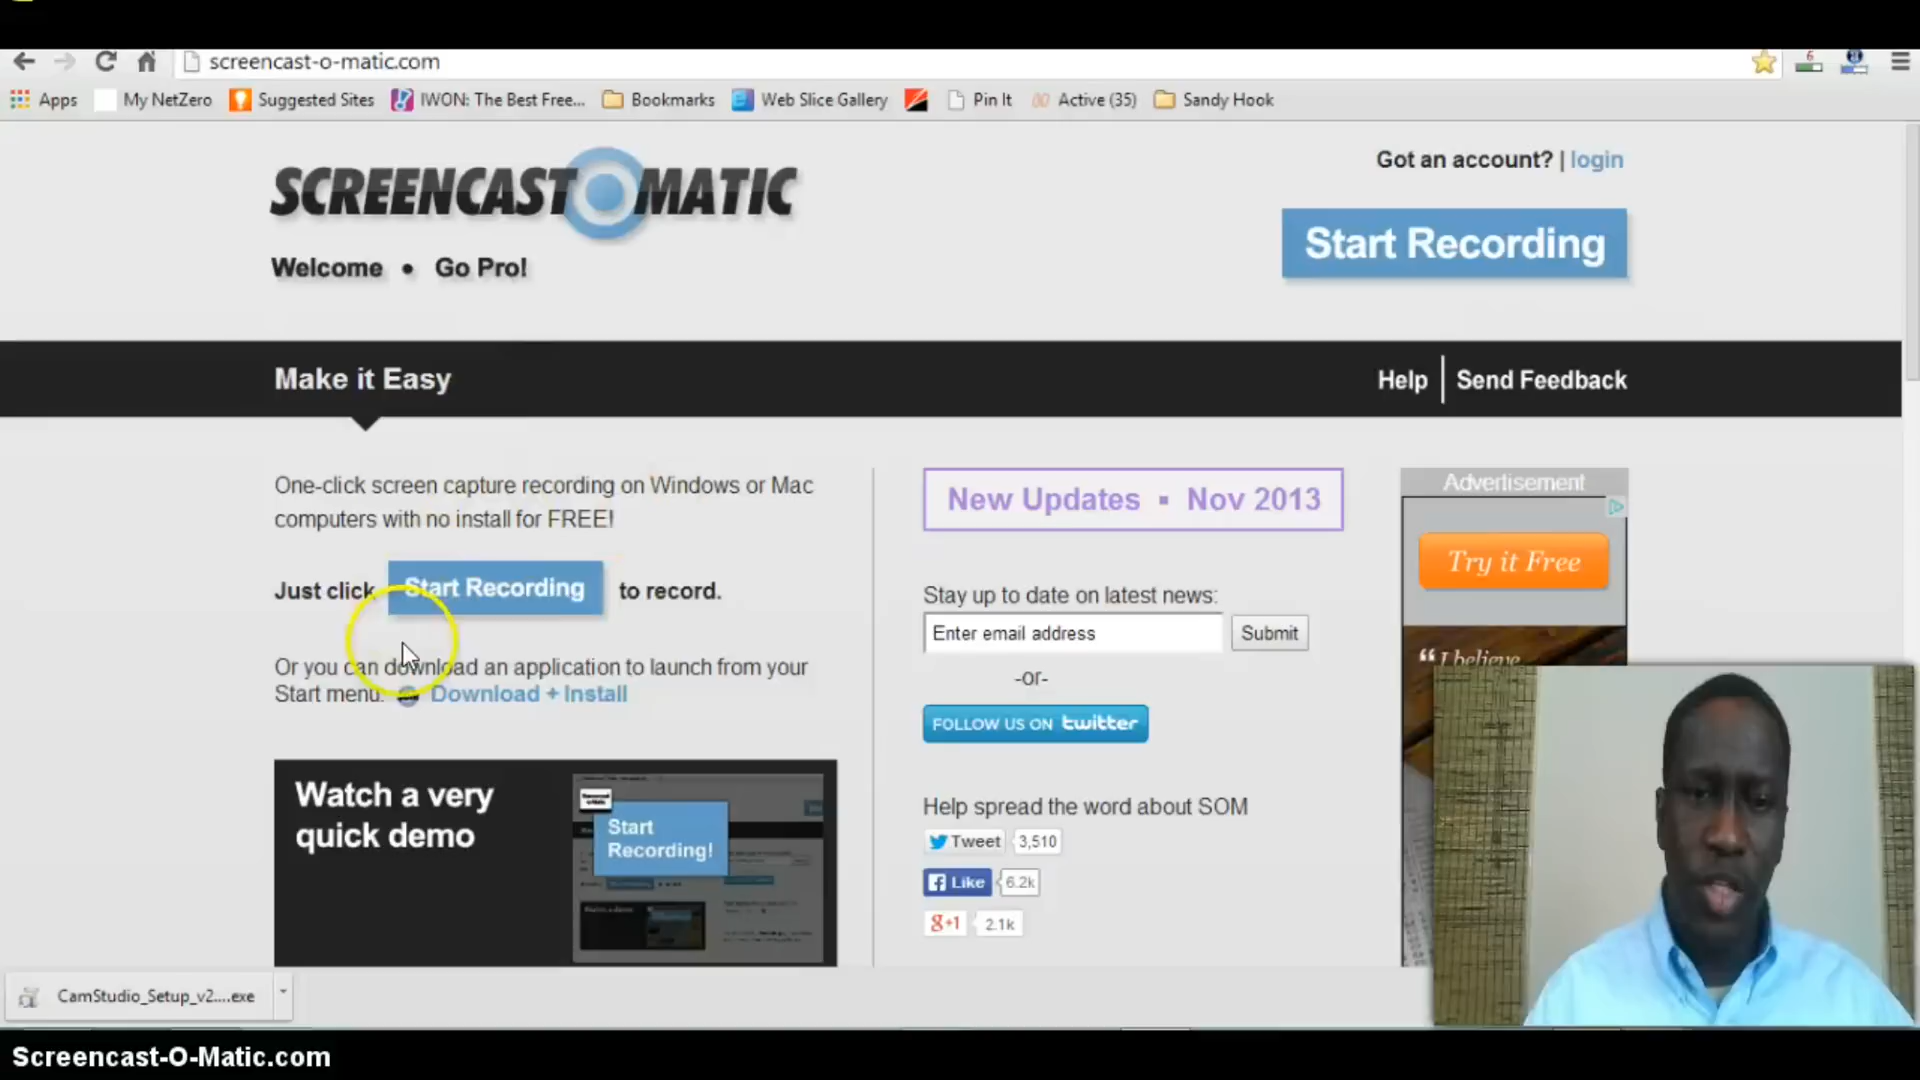 screencast-o-matic.com
Apps My NetZero Suggested Sites IWON: The Best Free... Bookmarks Web Slice Gallery Pin It Active (35) Sandy Hook
SCREENCAST O MATIC
Got an account? | login
Start Recording
Welcome • Go Pro!
Make it Easy
Help | Send Feedback
One-click screen capture recording on Windows or Mac
computers with no install for FREE!
Just click Start Recording to record.
Or you can download an application to launch from your
Start menu. Download + Install
Watch a very
quick demo
Start
Recording!
New Updates ▪ Nov 2013
Stay up to date on latest news:
Enter email address Submit
-or-
FOLLOW US ON twitter
Help spread the word about SOM
Tweet 3,510
Like 6.2k
g+1 2.1k
Advertisement
Try it Free
“I believe
CamStudio_Setup_v2....exe
Screencast-O-Matic.com